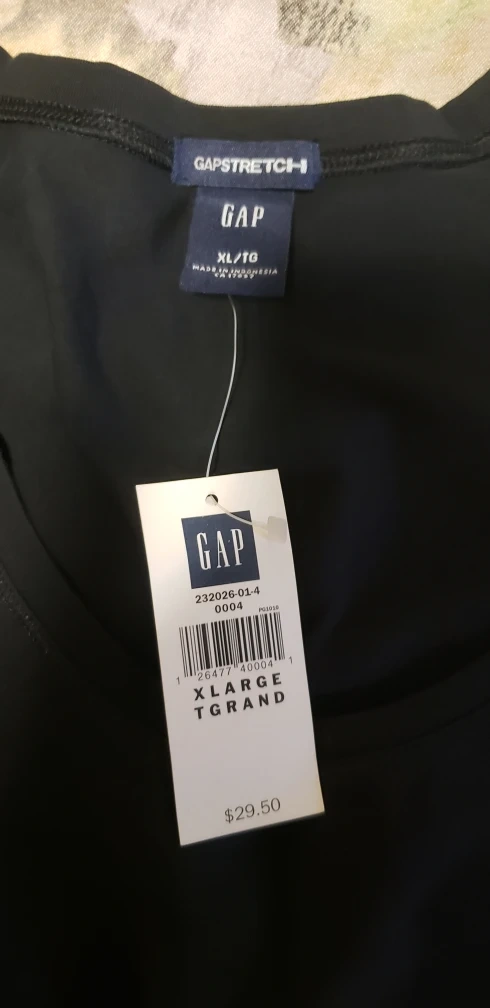 GAPSTRETCH
GAP
XL/TG
MADE IN INDONESIA
GAP
232026-01-4
0004
PG1010
1 26477 40004 1
XLARGE
TGRAND
$29.50